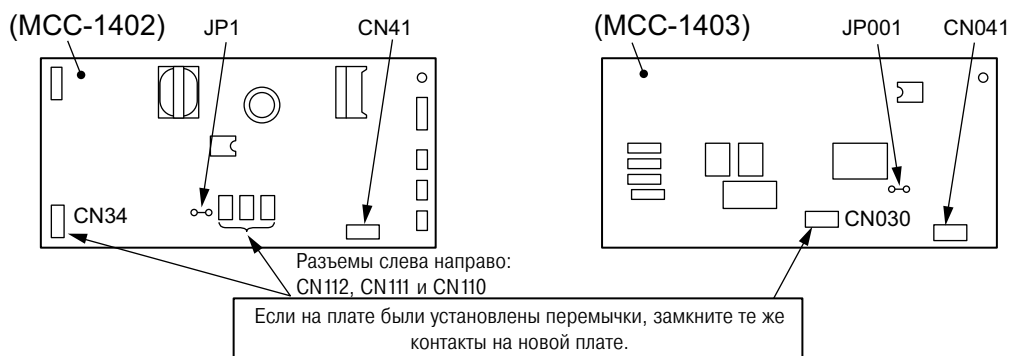 (MCC-1402) JP1 CN41
(MCC-1403) JP001 CN041
CN34
CN030
Разъемы слева направо:
CN112, CN111 и CN110
Если на плате были установлены перемычки, замкните те же
контакты на новой плате.